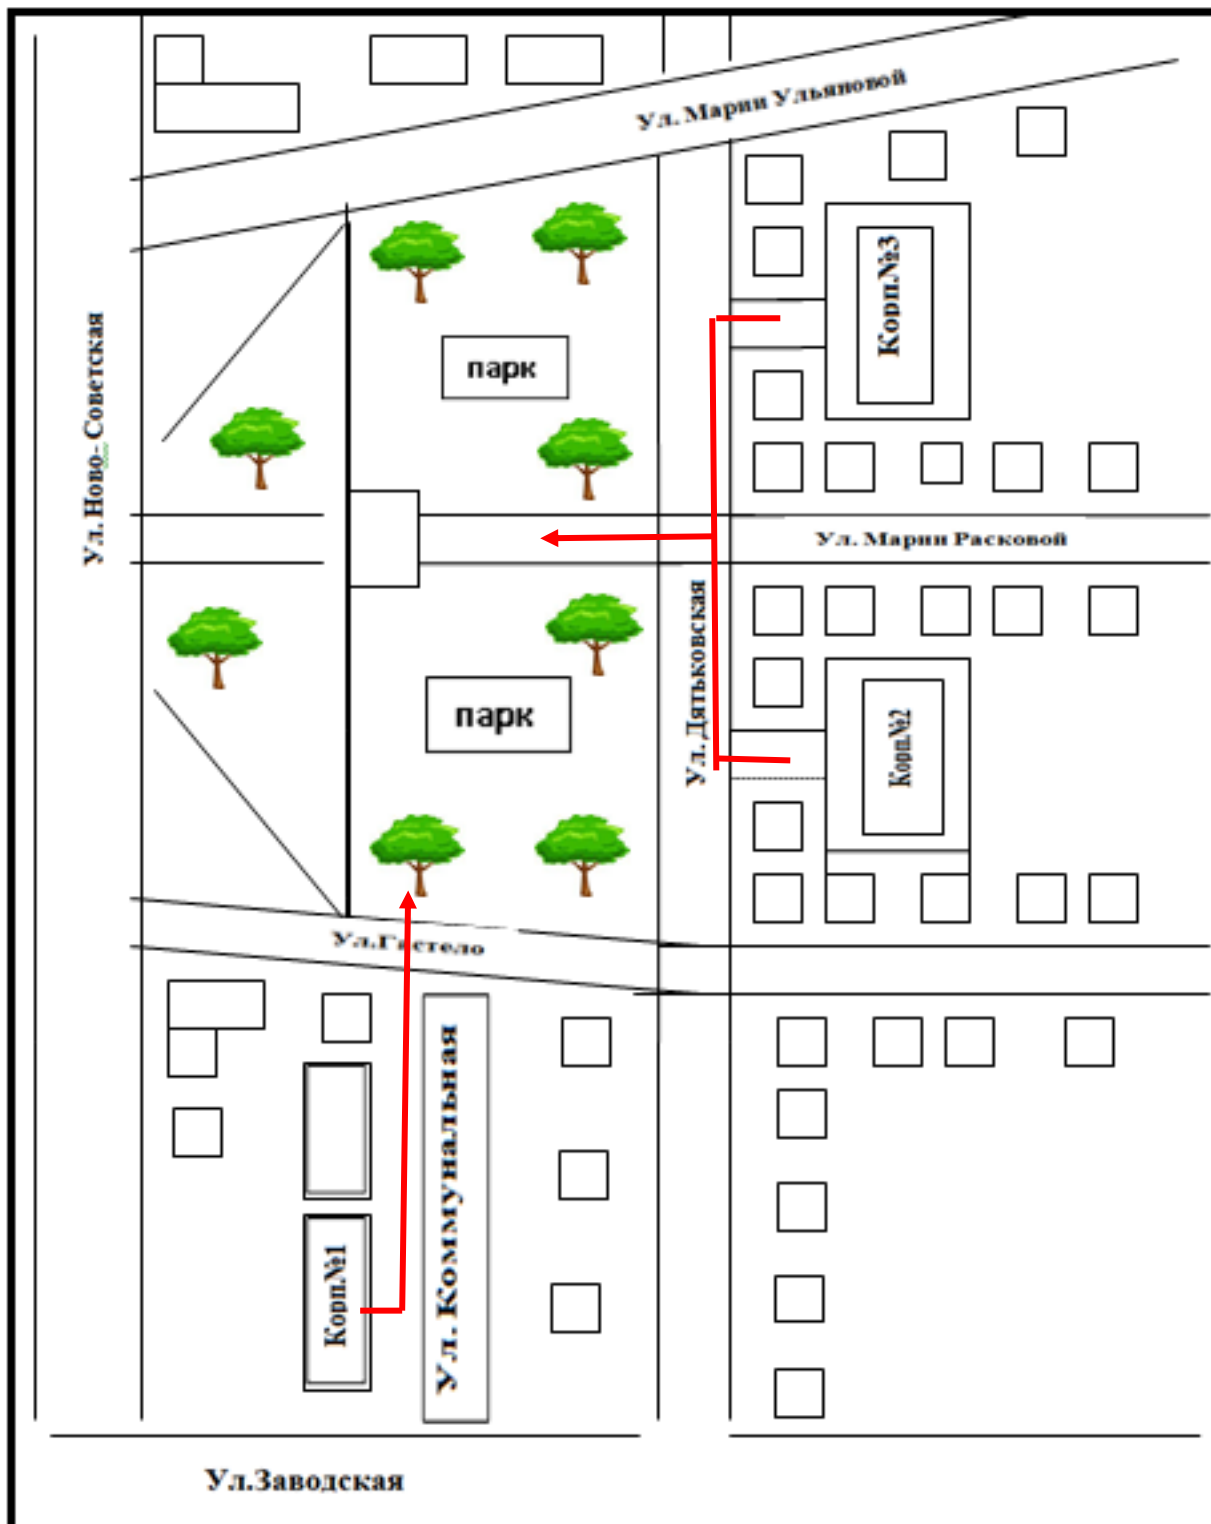 Ул. Марии Ульяновой
Корп.№3
парк
Ул. Ново- Советская
Ул. Марии Расковой
Ул. Дятьковская
парк
Корп.№2
Ул.Гастело
Ул. Коммунальная
Корп.№1
Ул.Заводская